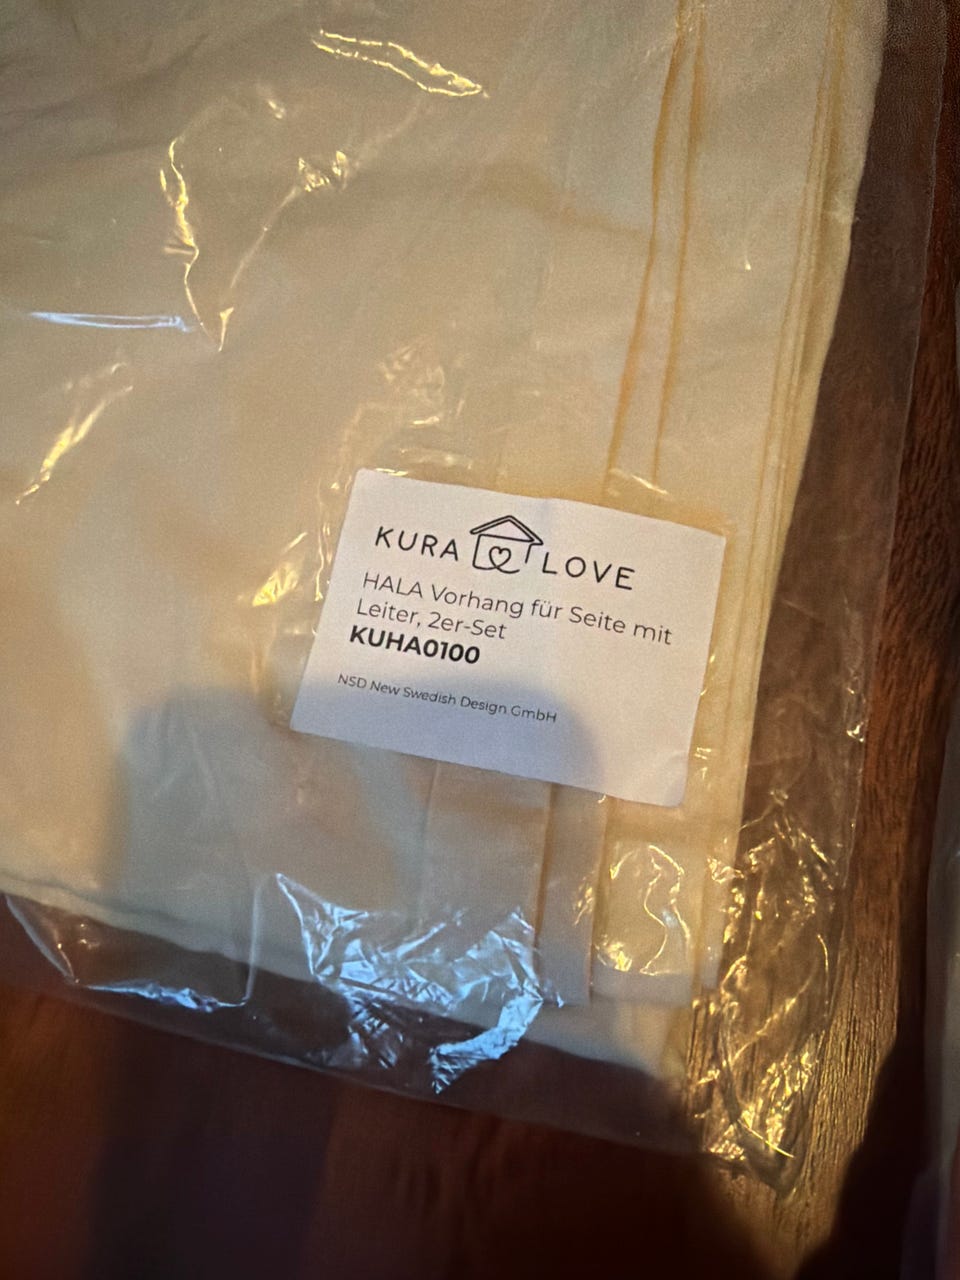 KURA LOVE
HALA Vorhang für Seite mit
Leiter, 2er-Set
KUHA0100
NSD New Swedish Design GmbH